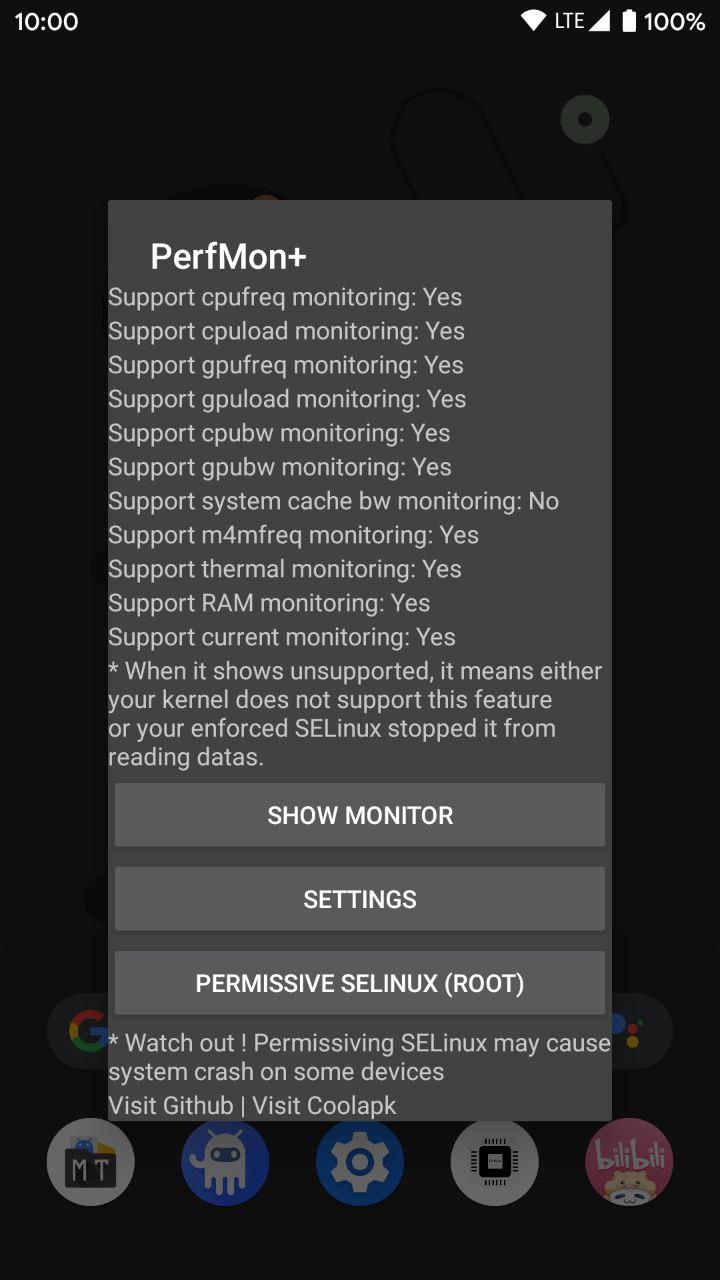 10:00
LTE
100%
PerfMon+
Support cpufreq monitoring: Yes
Support cpuload monitoring: Yes
Support gpufreq monitoring: Yes
Support gpuload monitoring: Yes
Support cpubw monitoring: Yes
Support gpubw monitoring: Yes
Support system cache bw monitoring: No
Support m4mfreq monitoring: Yes
Support thermal monitoring: Yes
Support RAM monitoring: Yes
Support current monitoring: Yes
* When it shows unsupported, it means either
your kernel does not support this feature
or your enforced SELinux stopped it from
reading datas.
SHOW MONITOR
SETTINGS
PERMISSIVE SELINUX (ROOT)
* Watch out ! Permissiving SELinux may cause
system crash on some devices
Visit Github | Visit Coolapk
MT
bilibili